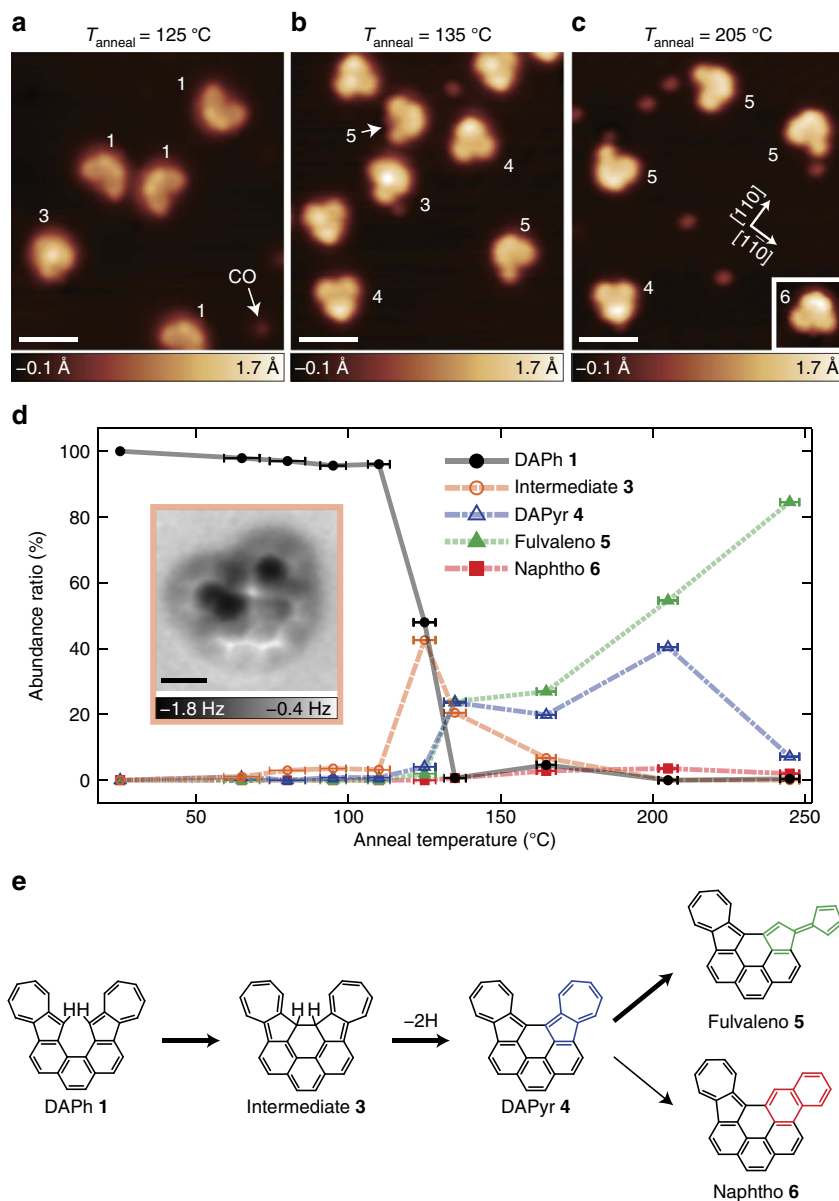 a
T_anneal = 125 °C
b
T_anneal = 135 °C
c
T_anneal = 205 °C
1
1
1
3
CO
1
5
4
3
5
4
5
5
5
[110]
[110]
4
6
−0.1 Å 1.7 Å
−0.1 Å 1.7 Å
−0.1 Å 1.7 Å
d
Abundance ratio (%)
100
80
60
40
20
0
DAPh 1
Intermediate 3
DAPyr 4
Fulvaleno 5
Naphtho 6
−1.8 Hz −0.4 Hz
50 100 150 200 250
Anneal temperature (°C)
e
HH
DAPh 1
H H
Intermediate 3
−2H
DAPyr 4
Fulvaleno 5
Naphtho 6